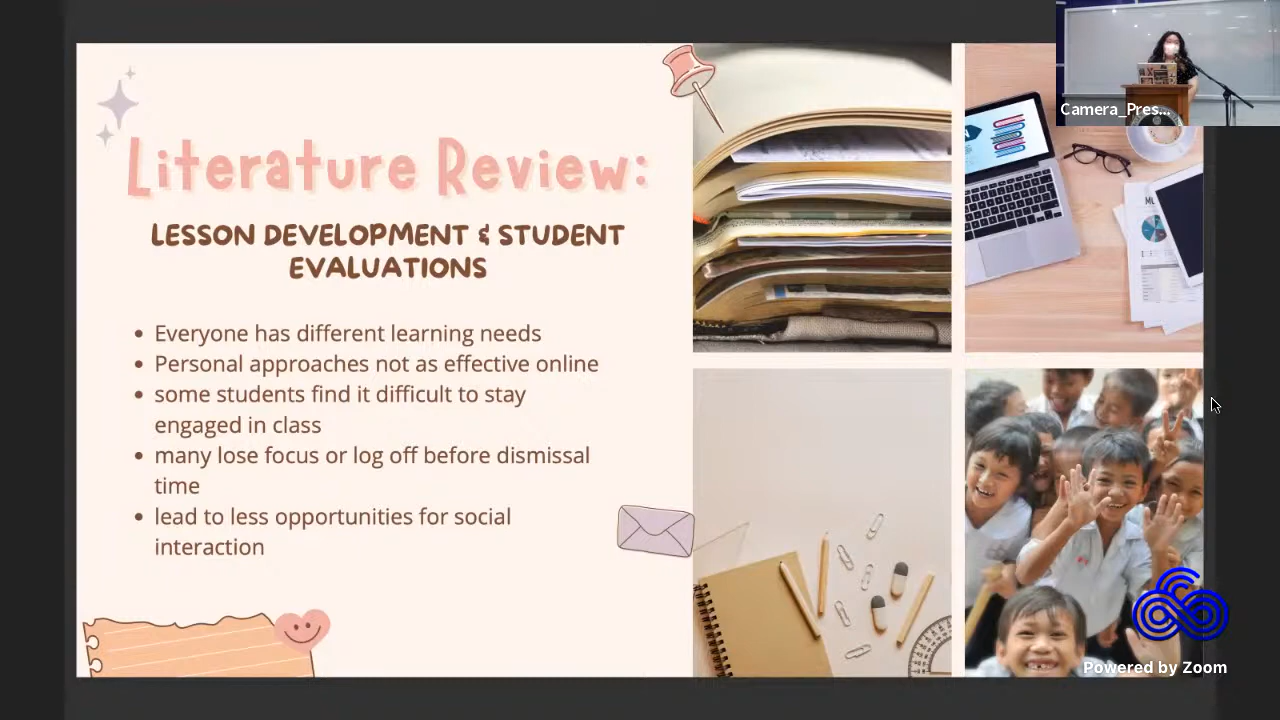 Literature Review:
LESSON DEVELOPMENT & STUDENT
EVALUATIONS
Everyone has different learning needs
Personal approaches not as effective online
some students find it difficult to stay
engaged in class
many lose focus or log off before dismissal
time
lead to less opportunities for social
interaction
Camera_Pres...
Powered by Zoom